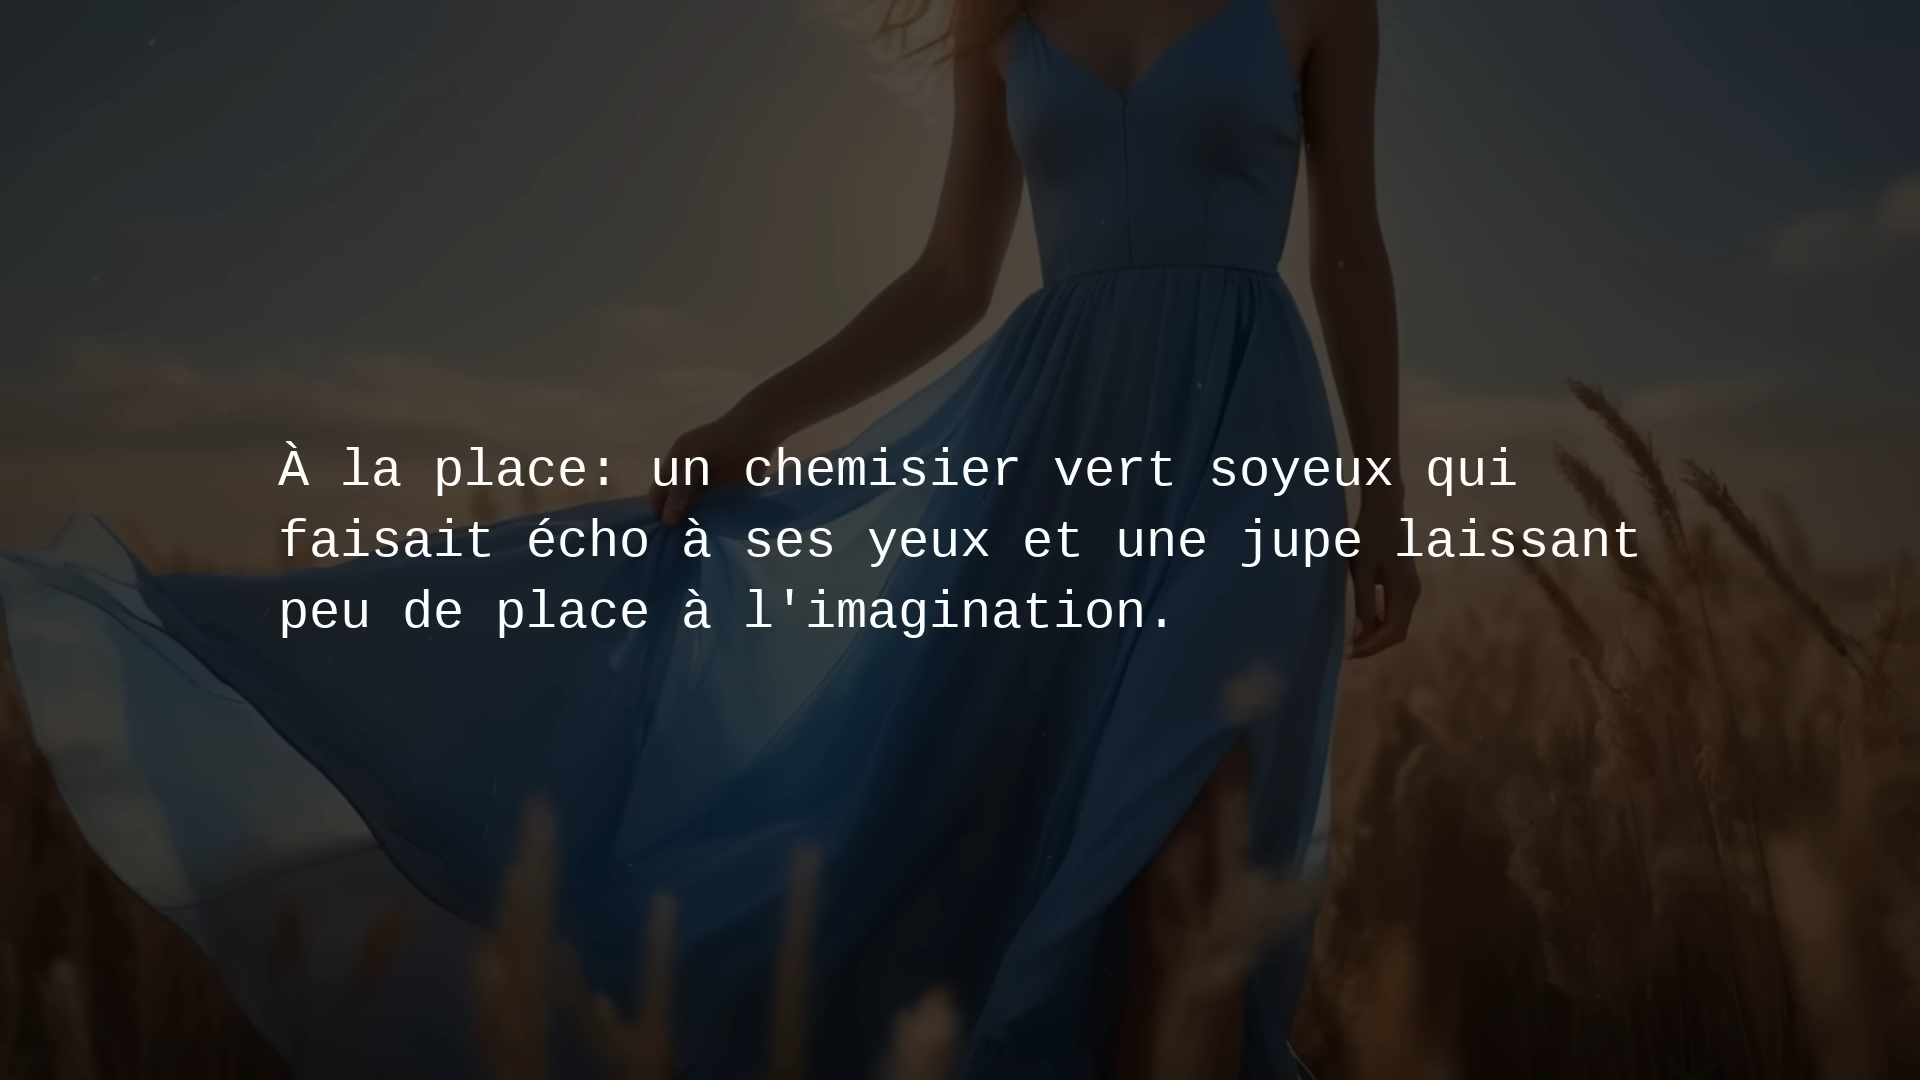 À la place: un chemisier vert soyeux qui
faisait écho à ses yeux et une jupe laissant
peu de place à l'imagination.